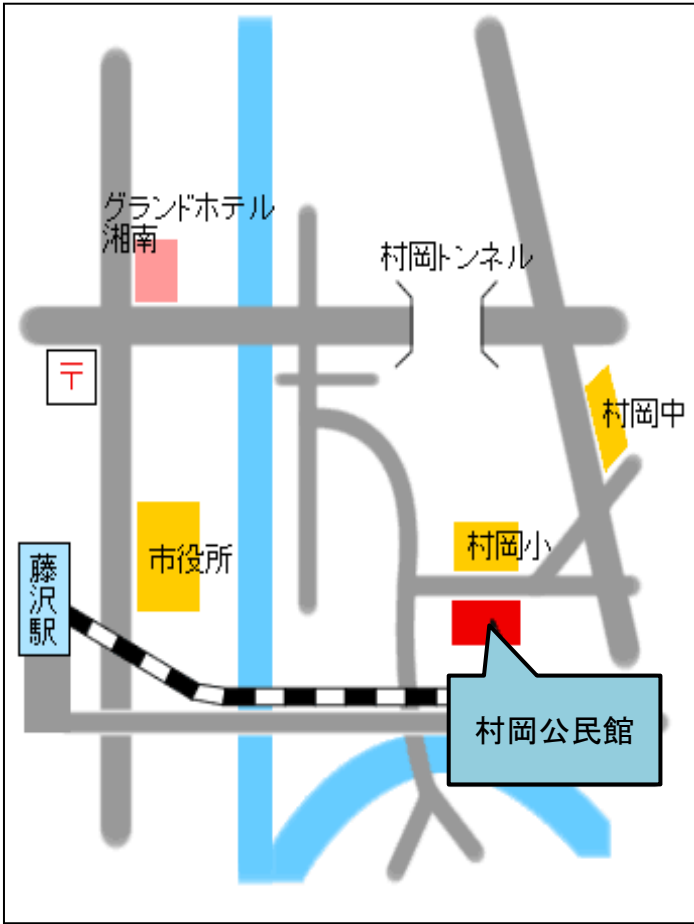 グランドホテル
湘南
村岡トンネル
〒
村岡中
市役所
村岡小
藤沢駅
村岡公民館